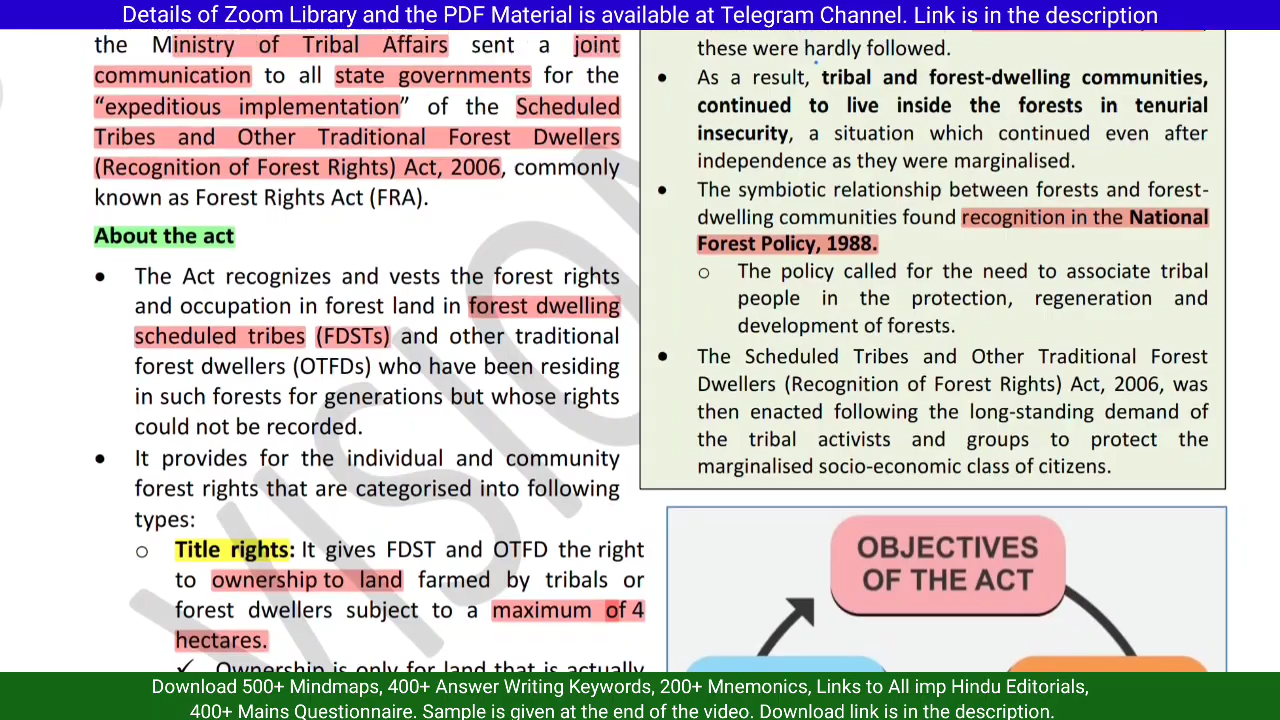 Details of Zoom Library and the PDF Material is available at Telegram Channel. Link is in the description
the Ministry of Tribal Affairs sent a joint
communication to all state governments for the
“expeditious implementation” of the Scheduled
Tribes and Other Traditional Forest Dwellers
(Recognition of Forest Rights) Act, 2006, commonly
known as Forest Rights Act (FRA).
About the act
• The Act recognizes and vests the forest rights
and occupation in forest land in forest dwelling
scheduled tribes (FDSTs) and other traditional
forest dwellers (OTFDs) who have been residing
in such forests for generations but whose rights
could not be recorded.
• It provides for the individual and community
forest rights that are categorised into following
types:
o Title rights: It gives FDST and OTFD the right
to ownership to land farmed by tribals or
forest dwellers subject to a maximum of 4
hectares.
✓ Ownership is only for land that is actually
these were hardly followed.
• As a result, tribal and forest-dwelling communities,
continued to live inside the forests in tenurial
insecurity, a situation which continued even after
independence as they were marginalised.
• The symbiotic relationship between forests and forest-
dwelling communities found recognition in the National
Forest Policy, 1988.
o The policy called for the need to associate tribal
people in the protection, regeneration and
development of forests.
• The Scheduled Tribes and Other Traditional Forest
Dwellers (Recognition of Forest Rights) Act, 2006, was
then enacted following the long-standing demand of
the tribal activists and groups to protect the
marginalised socio-economic class of citizens.
OBJECTIVES
OF THE ACT
VISION
Download 500+ Mindmaps, 400+ Answer Writing Keywords, 200+ Mnemonics, Links to All imp Hindu Editorials,
400+ Mains Questionnaire. Sample is given at the end of the video. Download link is in the description.